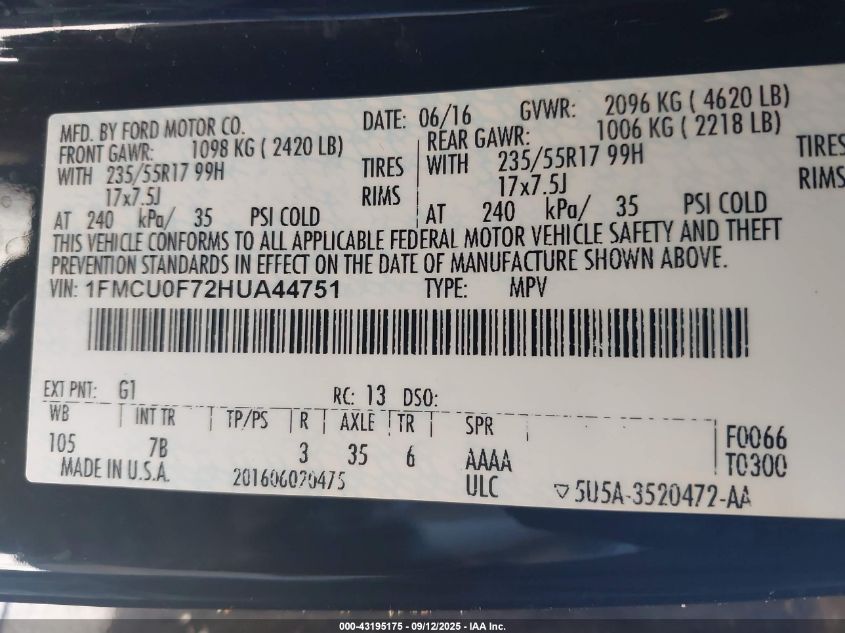 MFD. BY FORD MOTOR CO. DATE: 06/16 GVWR: 2096 KG ( 4620 LB)
FRONT GAWR: 1098 KG ( 2420 LB) REAR GAWR: 1006 KG ( 2218 LB)
WITH 235/55R17 99H TIRES WITH 235/55R17 99H TIRES
17x7.5J RIMS 17x7.5J RIMS
AT 240 kPa/ 35 PSI COLD AT 240 kPa/ 35 PSI COLD
THIS VEHICLE CONFORMS TO ALL APPLICABLE FEDERAL MOTOR VEHICLE SAFETY AND THEFT
PREVENTION STANDARDS IN EFFECT ON THE DATE OF MANUFACTURE SHOWN ABOVE.
VIN: 1FMCU0F72HUA44751 TYPE: MPV
EXT PNT: G1 RC: 13 DSO:
WB INT TR TP/PS R AXLE TR SPR F0066
105 7B 3 35 6 AAAA T0300
MADE IN U.S.A. 201606020475 ULC ▽5U5A-3520472-AA
000-43195175 - 09/12/2025 - IAA Inc.